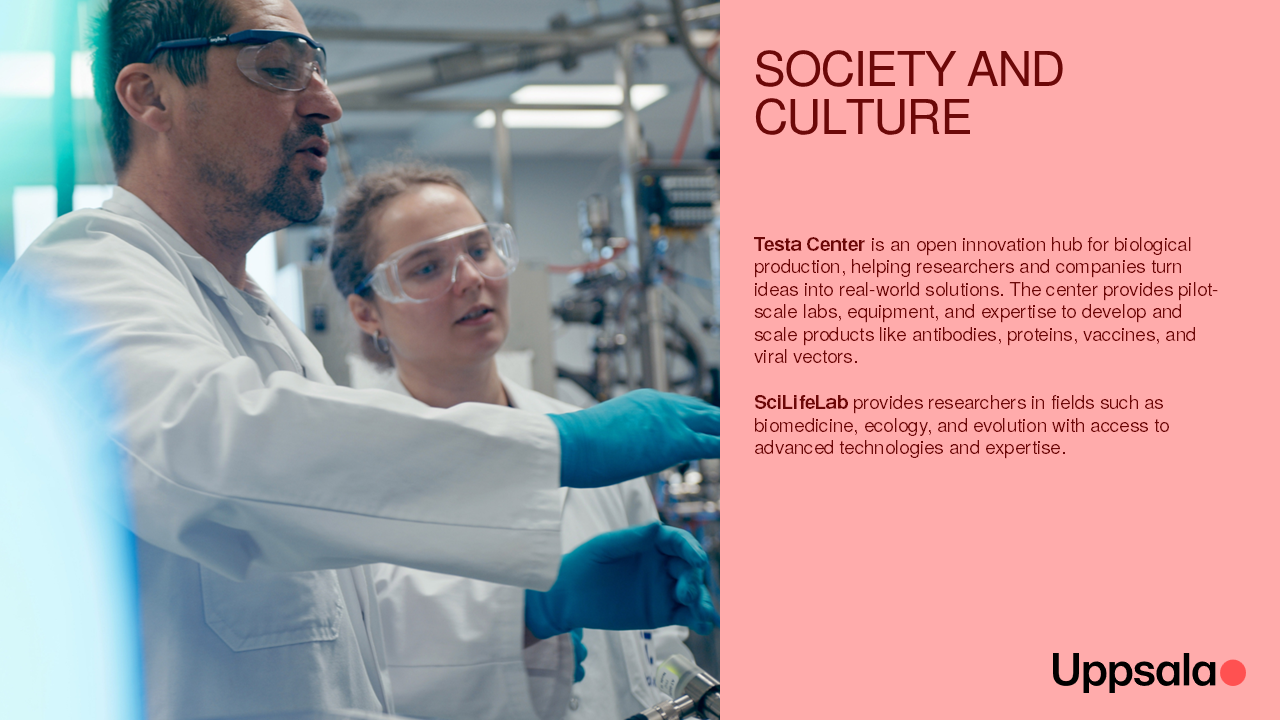 SOCIETY AND
CULTURE
Testa Center is an open innovation hub for biological
production, helping researchers and companies turn
ideas into real-world solutions. The center provides pilot-
scale labs, equipment, and expertise to develop and
scale products like antibodies, proteins, vaccines, and
viral vectors.
SciLifeLab provides researchers in fields such as
biomedicine, ecology, and evolution with access to
advanced technologies and expertise.
Uppsala